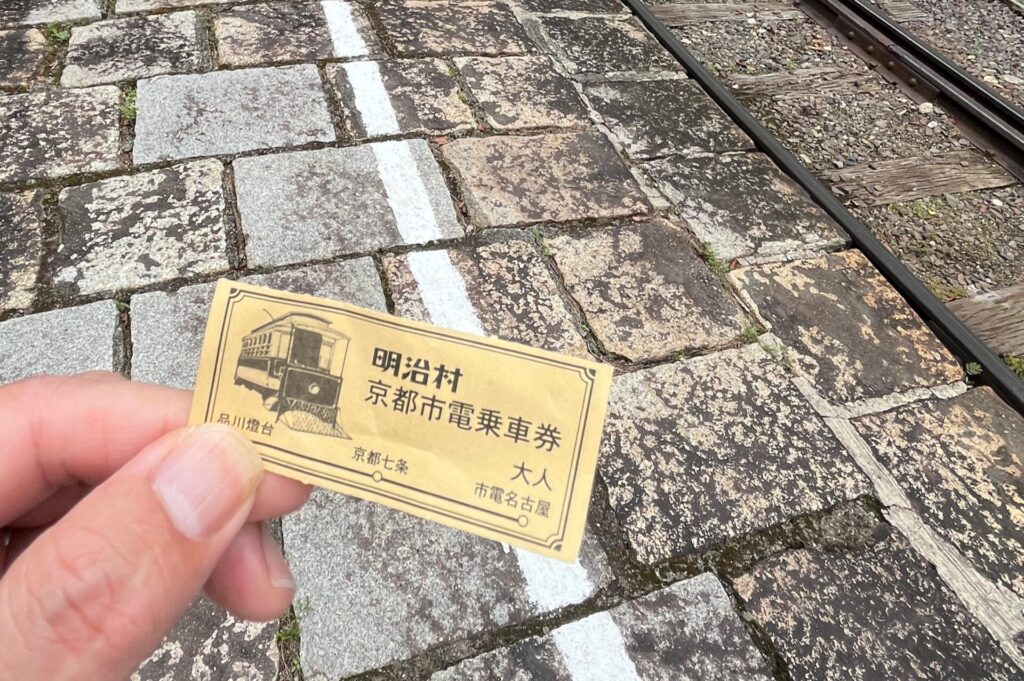 明治村
京都市電乗車券
大人
品川燈台
京都七条
市電名古屋